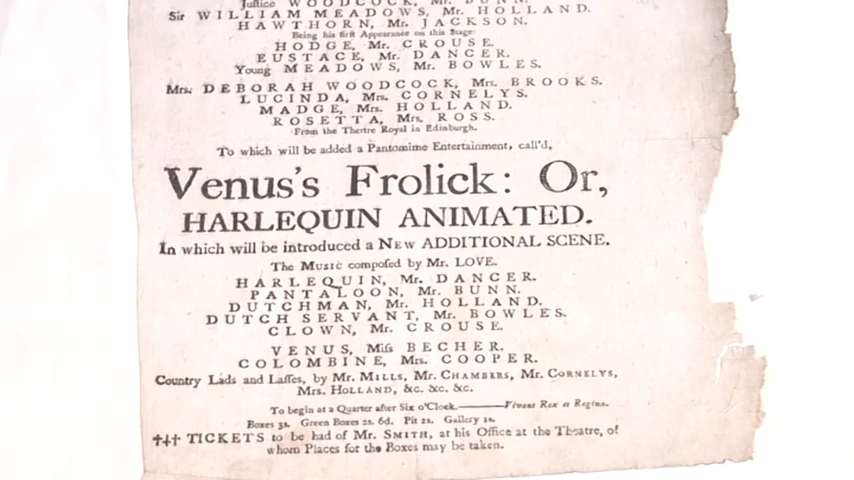 Justice WOODCOCK, Mr. DUNN.
Sir WILLIAM MEADOWS, Mr. HOLLAND.
HAWTHORN, Mr. JACKSON.
Being his firſt Appearance on this Stage
HODGE, Mr. CROUSE.
EUSTACE, Mr. DANCER.
Young MEADOWS, Mr. BOWLES.
Mrs. DEBORAH WOODCOCK, Mrs. BROOKS.
LUCINDA, Mrs. CORNELYS.
MADGE, Mrs. HOLLAND.
ROSETTA, Mrs. ROSS.
From the Theatre Royal in Edinburgh.
To which will be added a Pantomime Entertainment, call'd,
Venus's Frolick: Or,
HARLEQUIN ANIMATED.
In which will be introduced a NEW ADDITIONAL SCENE.
The Music compoſed by Mr. LOVE.
HARLEQUIN, Mr. DANCER.
PANTALOON, Mr. BUNN.
DUTCHMAN, Mr. HOLLAND.
DUTCH SERVANT, Mr. BOWLES.
CLOWN, Mr. CROUSE.
VENUS, Miſs BECHER.
COLOMBINE, Mrs. COOPER.
Country Lads and Laſſes, by Mr. MILLS, Mr. CHAMBERS, Mr. CORNELYS,
Mrs. HOLLAND, &c. &c. &c.
To begin at a Quarter after Six o'Clock.———Vivant Rex et Regina.
Boxes 3s. Green Boxes 2s. 6d. Pit 2s. Gallery 1s.
††† TICKETS to be had of Mr. SMITH, at his Office at the Theatre, of
whom Places for the Boxes may be taken.